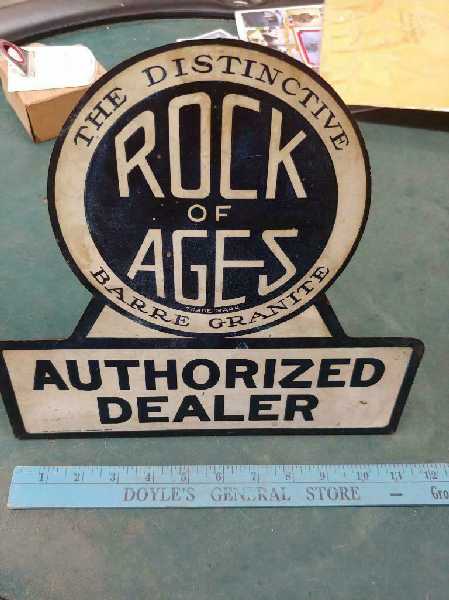 THE DISTINCTIVE
ROCK
OF
AGES
TRADE MARK
BARRE GRANITE
AUTHORIZED
DEALER
1 2 3 4 5 6 7 8 9 10 11 12
DOYLE'S GENERAL STORE — Gro